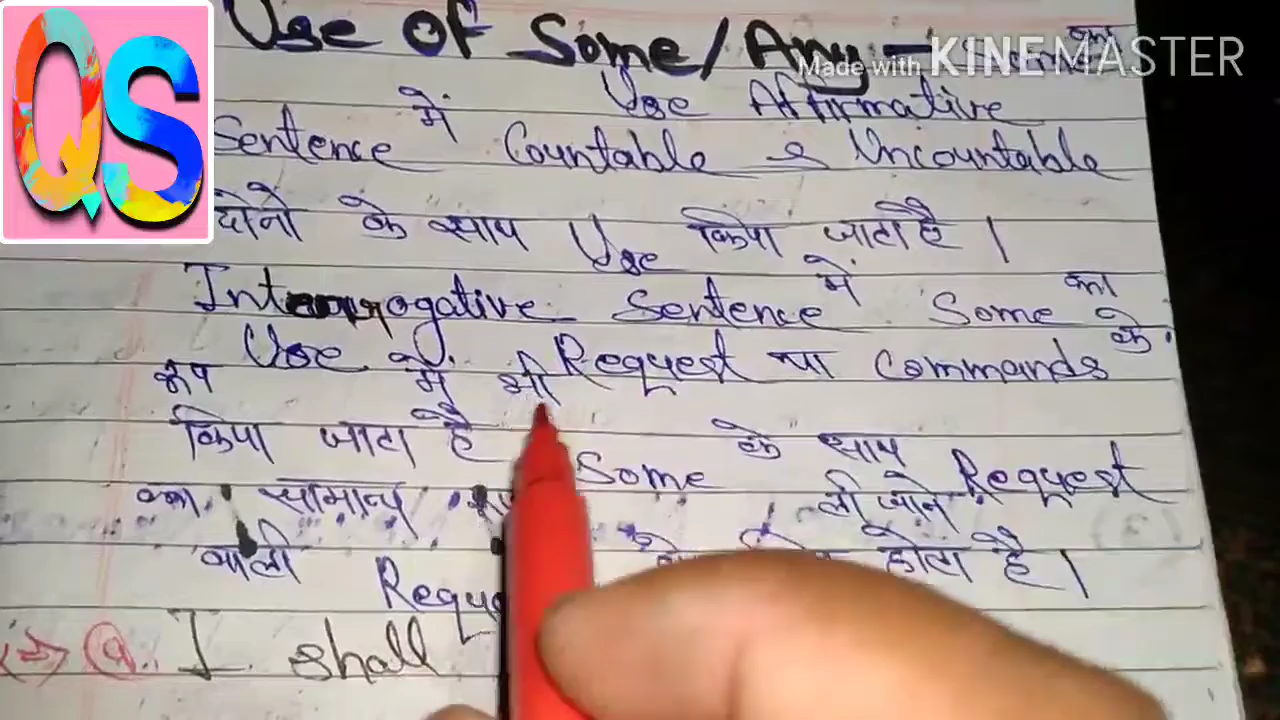 QS
Use Of Some/Any – का
Made with KINEMASTER
Use Affirmative
Sentence में Countable & Uncountable
दोनो के साथ Use किया जाता है ।
Interrogative Sentence में Some का
Use Request या Commands के
रूप में भी
किया जाता है Some के साथ Request
का सामान्य ली जाने
वाली होता है ।
(⇒) (a). I shall